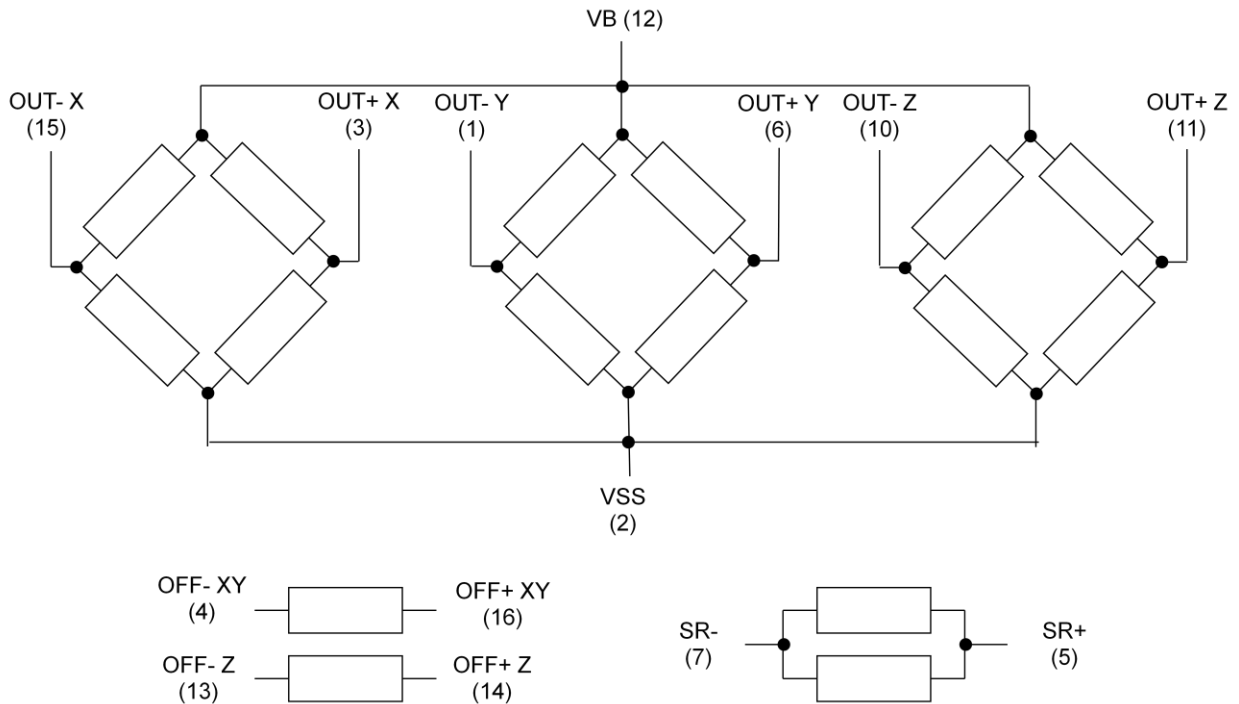 VB (12)
OUT- X
(15)
OUT+ X
(3)
OUT- Y
(1)
OUT+ Y
(6)
OUT- Z
(10)
OUT+ Z
(11)
VSS
(2)
OFF- XY
(4)
OFF+ XY
(16)
SR-
(7)
SR+
(5)
OFF- Z
(13)
OFF+ Z
(14)